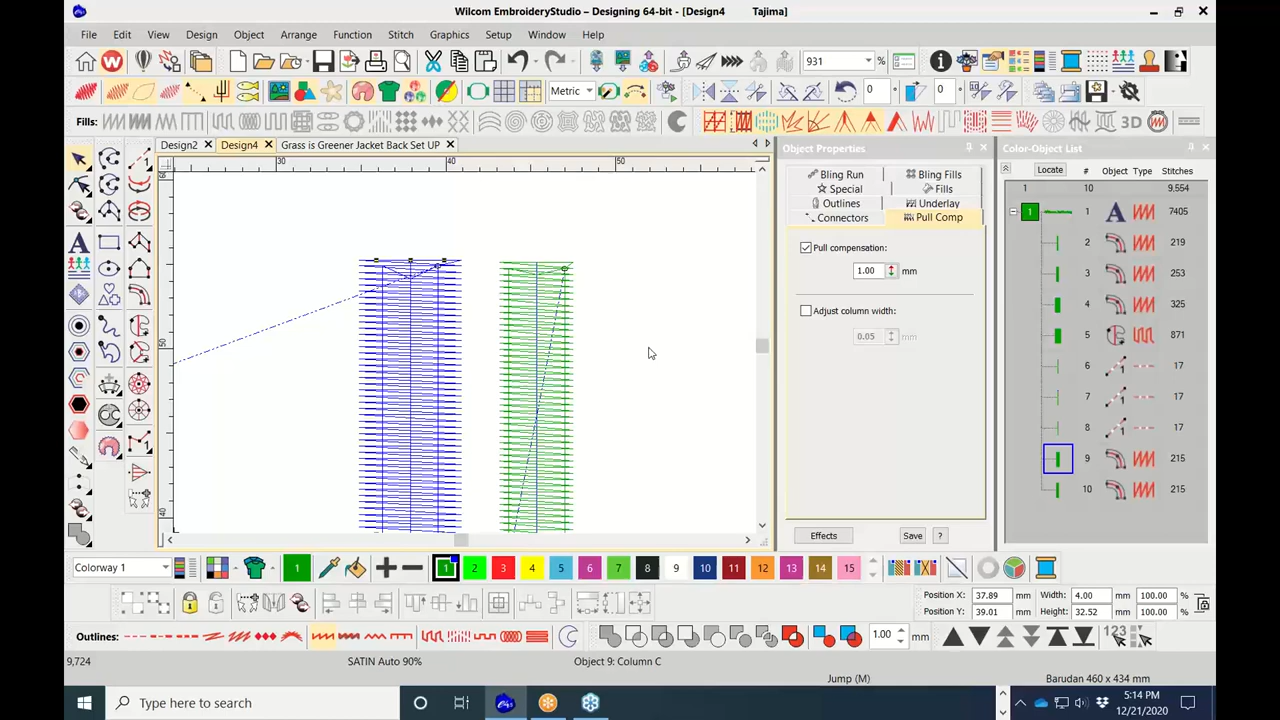 Wilcom EmbroideryStudio – Designing 64-bit - [Design4 Tajima]
File Edit View Design Object Arrange Function Stitch Graphics Setup Window Help
931
Metric 0 0
Fills: 3D
Design2 Design4 Grass is Greener Jacket Back Set UP
30 40 50
50
40
Object Properties
Bling Run Bling Fills
Special Fills
Outlines Underlay
Connectors Pull Comp
Pull compensation:
1.00 mm
Adjust column width:
0.05 mm
Effects Save ?
Color-Object List
Locate # Object Type Stitches
1 10 9.554
1 1 A 7405
2 219
3 253
4 325
5 871
6 17
7 17
8 17
9 215
10 215
Colorway 1 1 1 2 3 4 5 6 7 8 9 10 11 12 13 14 15
Position X: 37.89 mm Width: 4.00 mm 100.00 %
Position Y: 39.01 mm Height: 32.52 mm 100.00 %
Outlines: 1.00 mm 123
9,724 SATIN Auto 90% Object 9: Column C
Jump (M) Barudan 460 x 434 mm
Type here to search
5:14 PM
12/21/2020